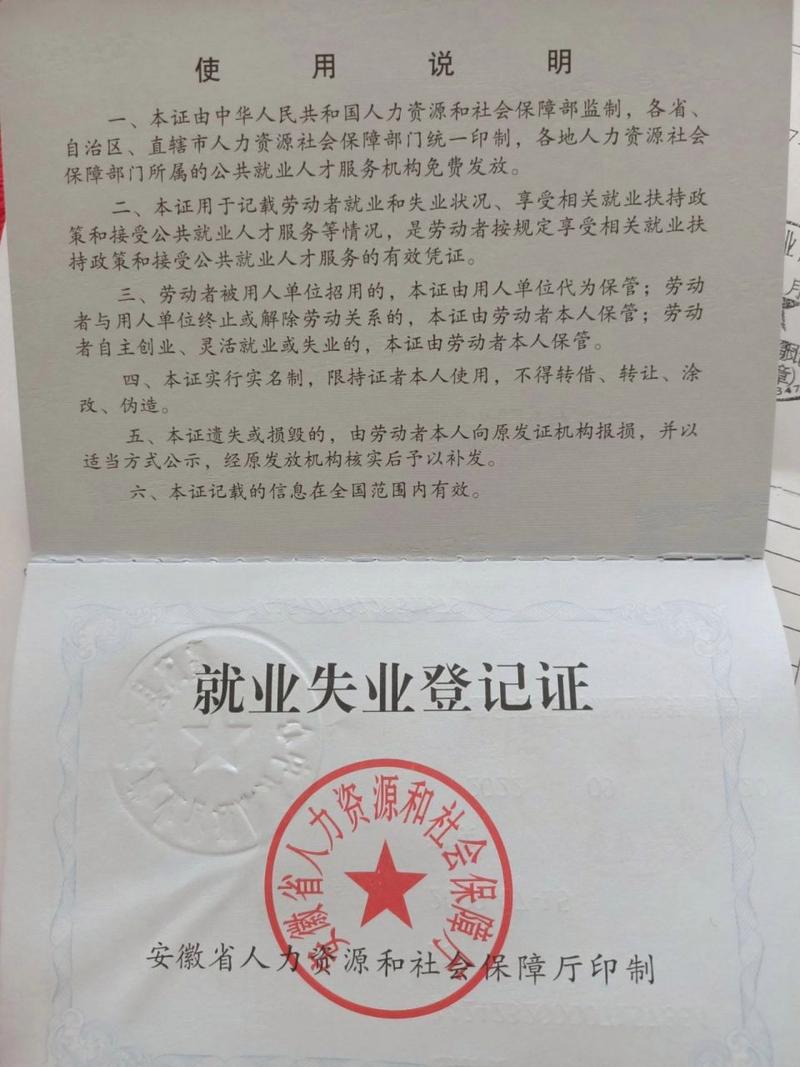 使用说明
一、本证由中华人民共和国人力资源和社会保障部监制，各省、
自治区、直辖市人力资源社会保障部门统一印制，各地人力资源社会
保障部门所属的公共就业人才服务机构免费发放。
二、本证用于记载劳动者就业和失业状况、享受相关就业扶持政
策和接受公共就业人才服务等情况，是劳动者按规定享受相关就业扶
持政策和接受公共就业人才服务的有效凭证。
三、劳动者被用人单位招用的，本证由用人单位代为保管；劳动
者与用人单位终止或解除劳动关系的，本证由劳动者本人保管；劳动
者自主创业、灵活就业或失业的，本证由劳动者本人保管。
四、本证实行实名制，限持证者本人使用，不得转借、转让、涂
改、伪造。
五、本证遗失或损毁的，由劳动者本人向原发证机构报损，并以
适当方式公示，经原发放机构核实后予以补发。
六、本证记载的信息在全国范围内有效。
就业失业登记证
安徽省人力资源和社会保障厅
安徽省人力资源和社会保障厅印制